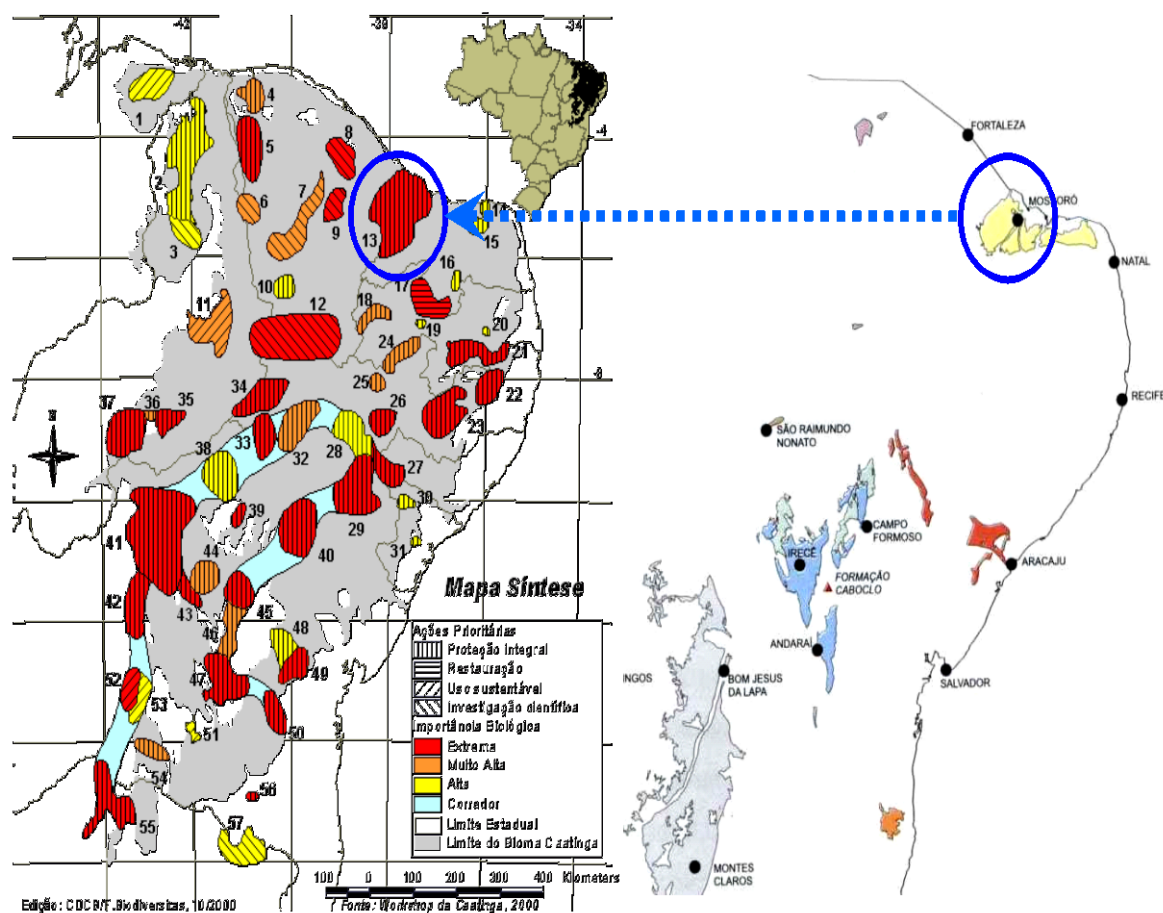 -42
-38
-34
-4
-8
1
2
3
4
5
6
7
8
9
10
11
12
13
14
15
16
17
18
19
20
21
22
23
24
25
26
27
28
29
30
31
32
33
34
35
36
37
38
39
40
41
42
43
44
45
46
47
48
49
50
51
52
53
54
55
56
57
Mapa Síntese
Ações Prioritárias
Proteção Integral
Restauração
Uso sustentável
Investigação científica
Importância Biológica
Extrema
Muito Alta
Alta
Corredor
Limite Estadual
Limite do Bioma Caatinga
100 0 100 200 300 400 Kilometers
Edição: CDCB/F.Biodiversitas, 10/2000
Fonte: Workshop da Caatinga, 2000
FORTALEZA
MOSSORÓ
NATAL
RECIFE
SÃO RAIMUNDO
NONATO
CAMPO
FORMOSO
IRECÊ
FORMAÇÃO
CABOCLO
ARACAJU
ANDARAÍ
INGOS
BOM JESUS
DA LAPA
SALVADOR
MONTES
CLAROS